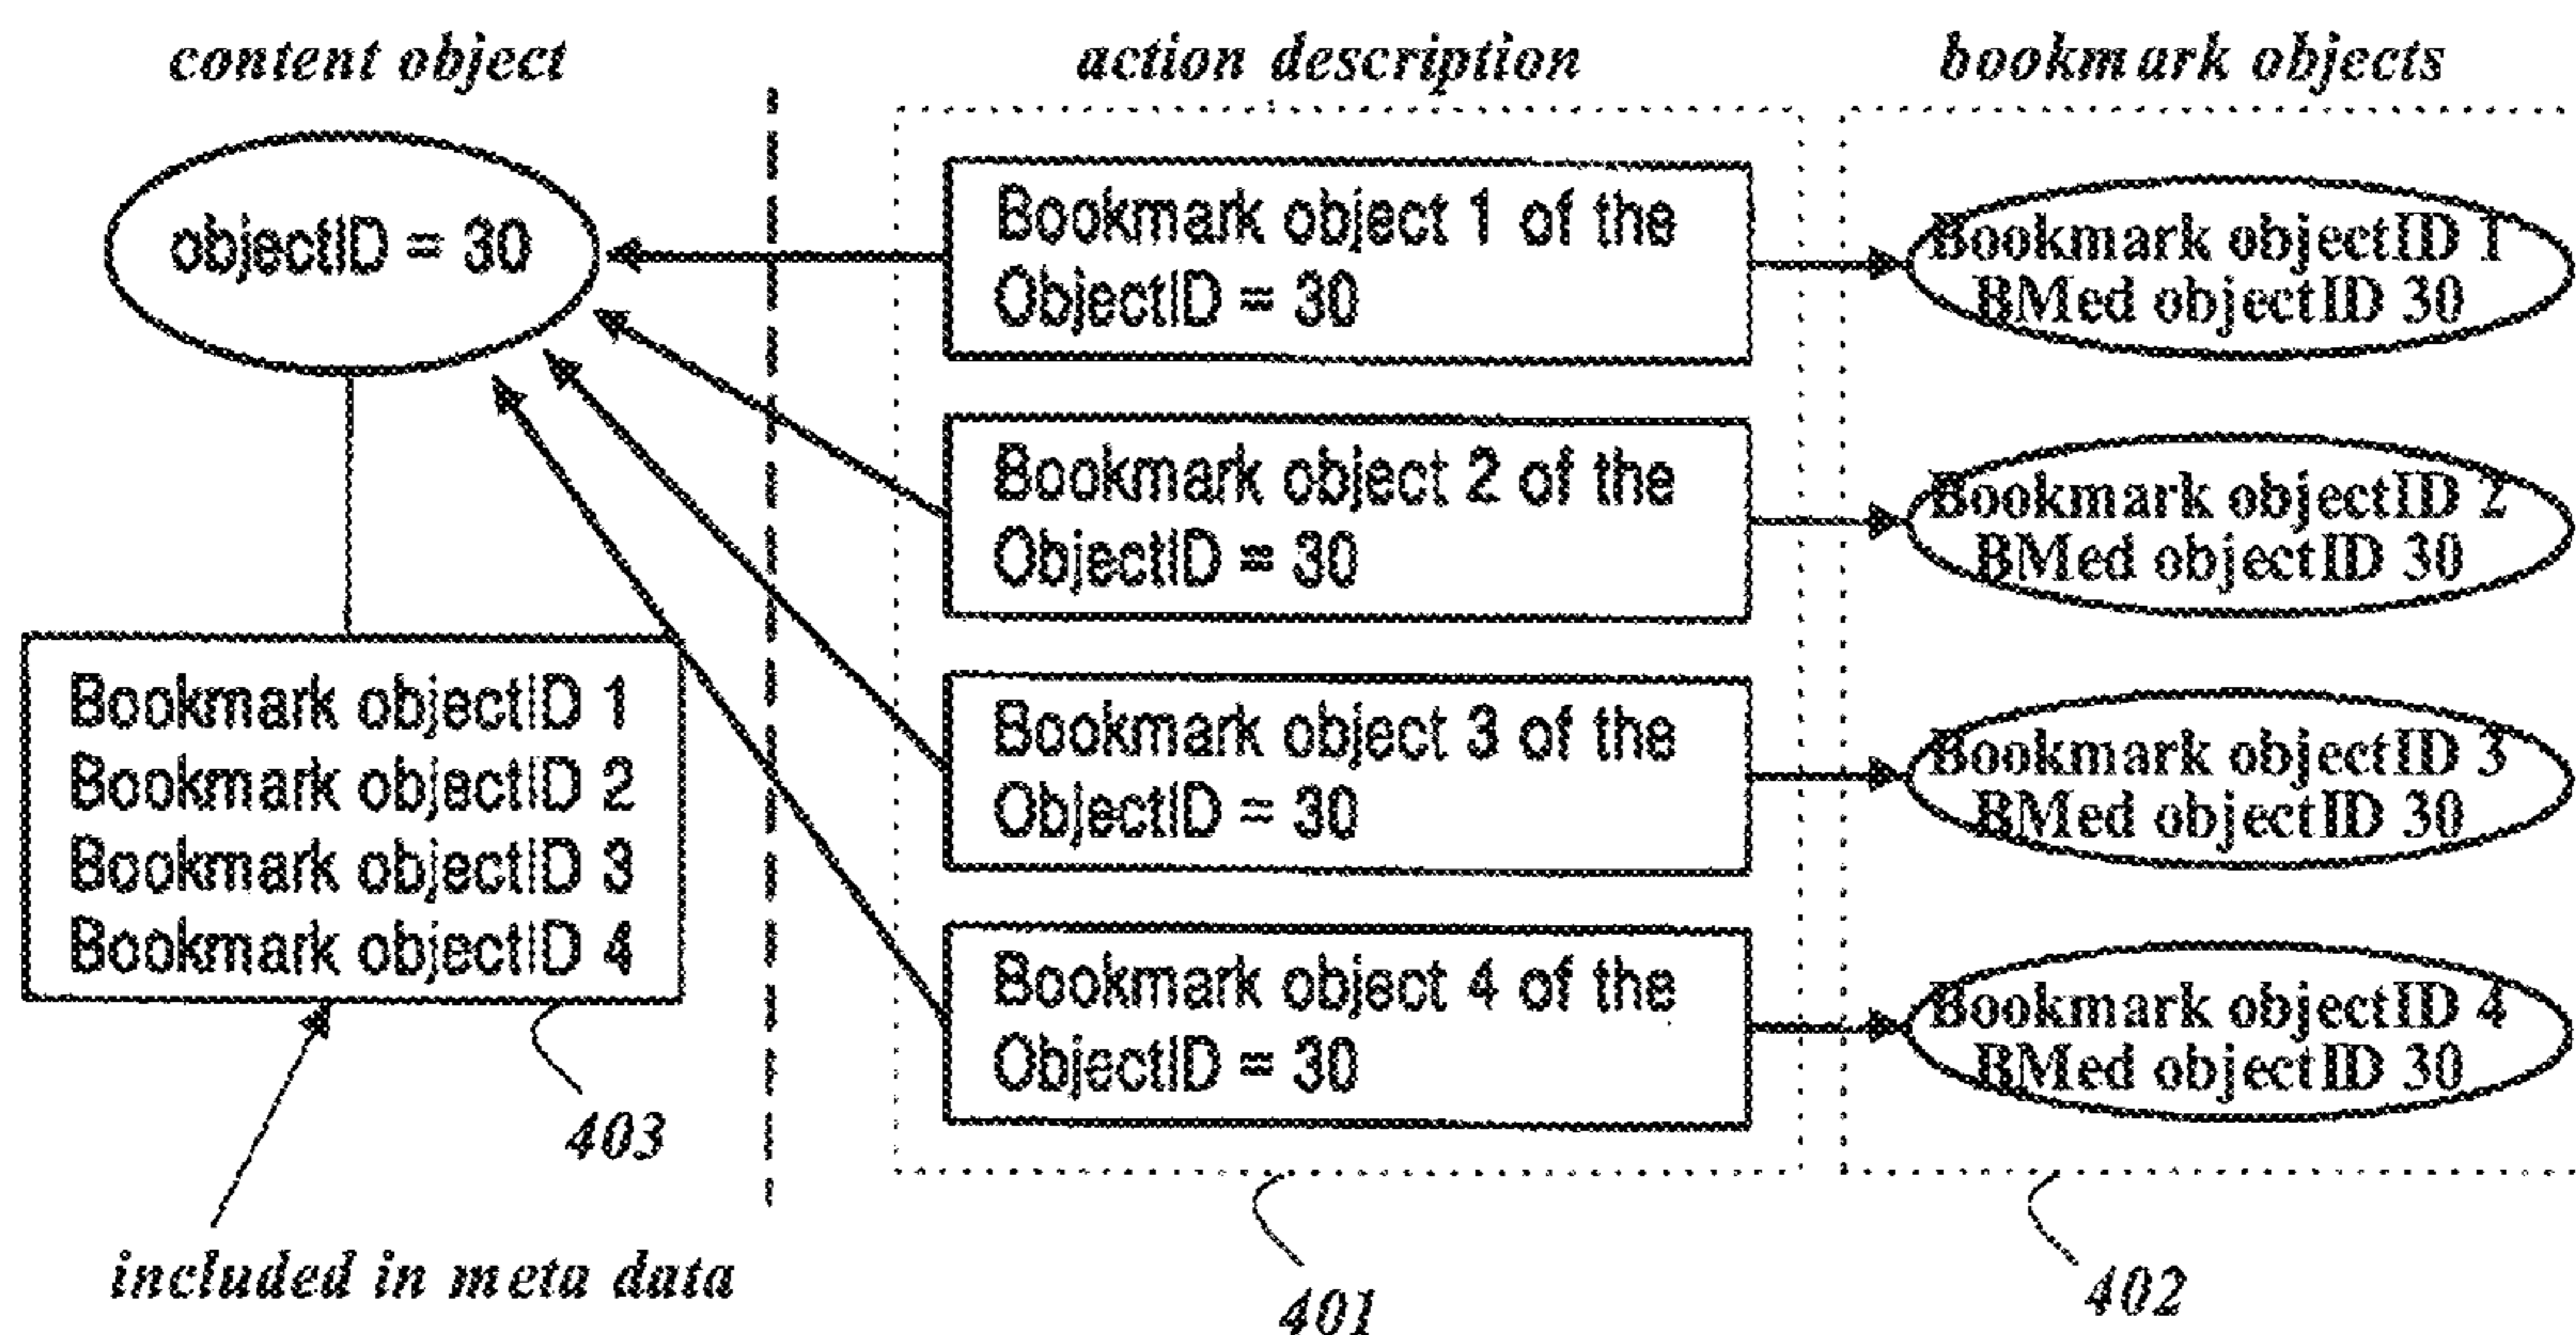 content object
objectID = 30
Bookmark objectID 1
Bookmark objectID 2
Bookmark objectID 3
Bookmark objectID 4
403
included in meta data
action description
Bookmark object 1 of the
ObjectID = 30
Bookmark object 2 of the
ObjectID = 30
Bookmark object 3 of the
ObjectID = 30
Bookmark object 4 of the
ObjectID = 30
401
bookmark objects
Bookmark objectID 1
BMed objectID 30
Bookmark objectID 2
BMed objectID 30
Bookmark objectID 3
BMed objectID 30
Bookmark objectID 4
BMed objectID 30
402